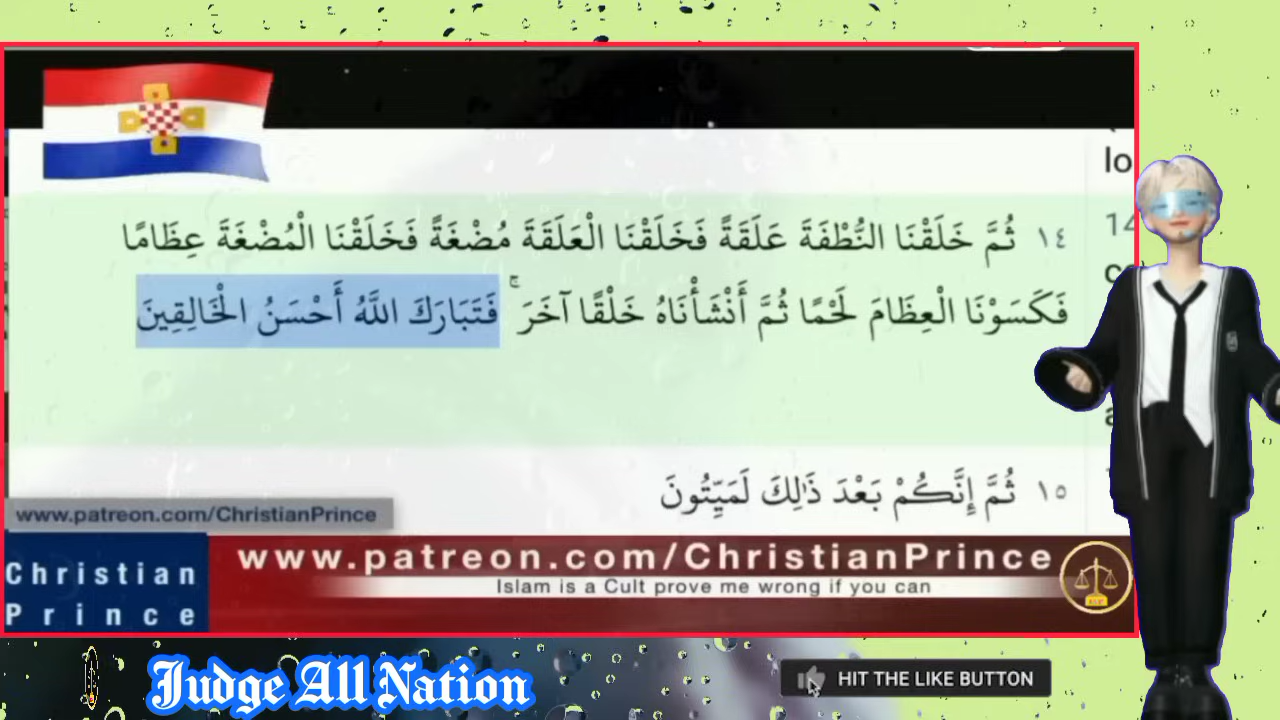 lo
١٤ ثُمَّ خَلَقْنَا النُّطْفَةَ عَلَقَةً فَخَلَقْنَا الْعَلَقَةَ مُضْغَةً فَخَلَقْنَا الْمُضْغَةَ عِظَامًا
14
فَكَسَوْنَا الْعِظَامَ لَحْمًا ثُمَّ أَنْشَأْنَاهُ خَلْقًا آخَرَ ۚ فَتَبَارَكَ اللَّهُ أَحْسَنُ الْخَالِقِينَ
١٥ ثُمَّ إِنَّكُمْ بَعْدَ ذَٰلِكَ لَمَيِّتُونَ
www.patreon.com/ChristianPrince
Christian
Prince
www.patreon.com/ChristianPrince
Islam is a Cult prove me wrong if you can
Judge All Nation
HIT THE LIKE BUTTON